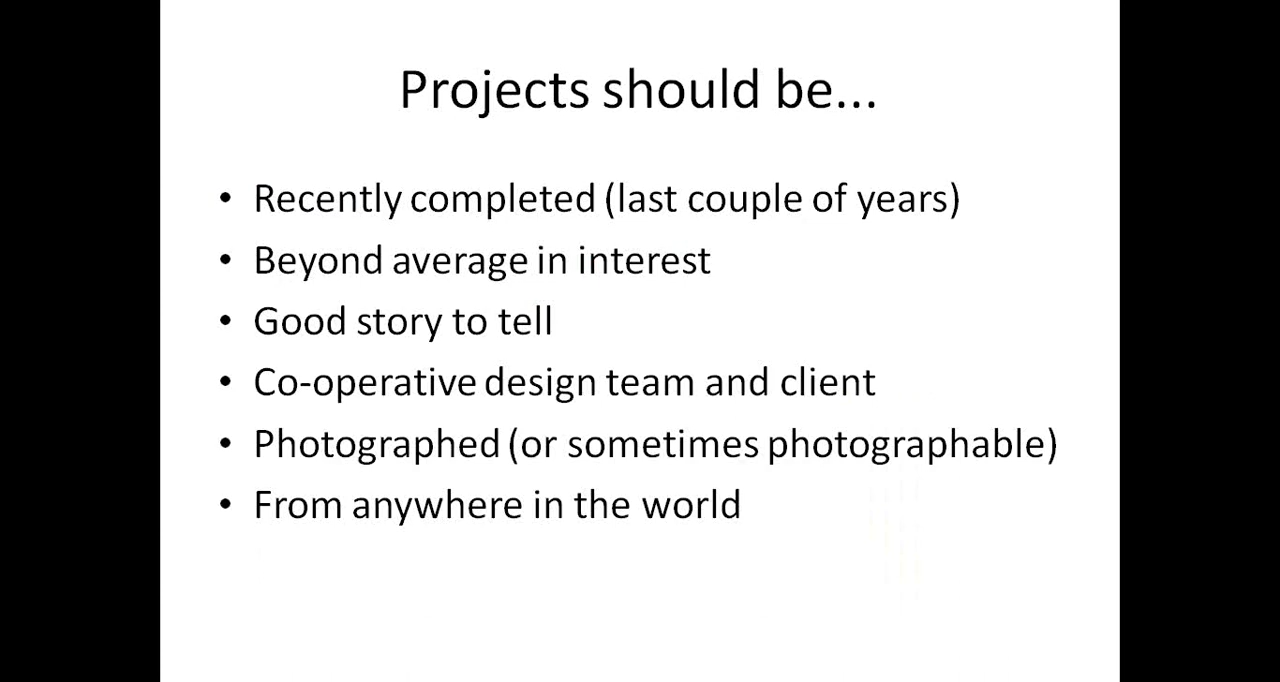 Projects should be...
• Recently completed (last couple of years)
• Beyond average in interest
• Good story to tell
• Co-operative design team and client
• Photographed (or sometimes photographable)
• From anywhere in the world